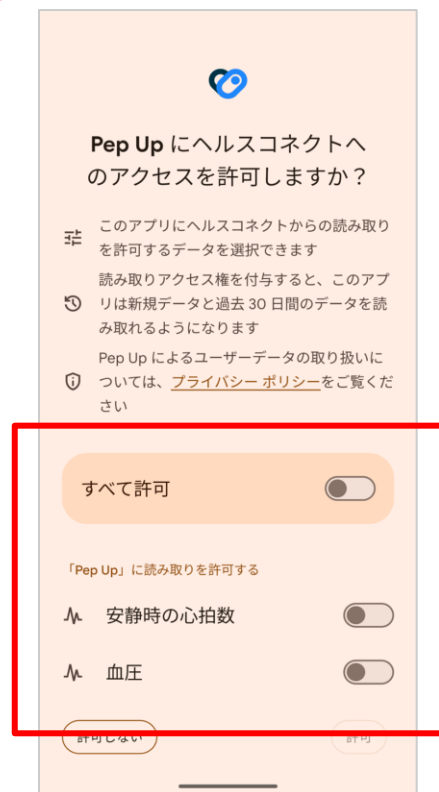 Pep Up にヘルスコネクトへ
のアクセスを許可しますか？
このアプリにヘルスコネクトからの読み取り
を許可するデータを選択できます
読み取りアクセス権を付与すると、このアプ
リは新規データと過去 30 日間のデータを読
み取れるようになります
Pep Up によるユーザーデータの取り扱いに
ついては、プライバシー ポリシーをご覧くだ
さい
すべて許可
「Pep Up」に読み取りを許可する
安静時の心拍数
血圧
許可しない
許可